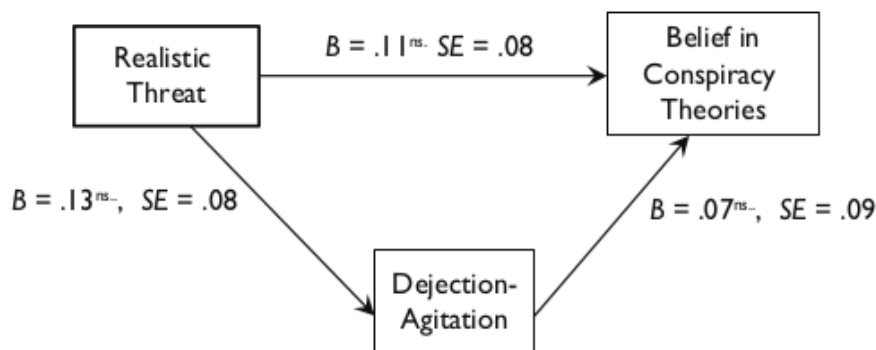 Realistic
Threat
B = .11ns. SE = .08
Belief in
Conspiracy
Theories
B = .13ns., SE = .08
B = .07ns., SE = .09
Dejection-
Agitation